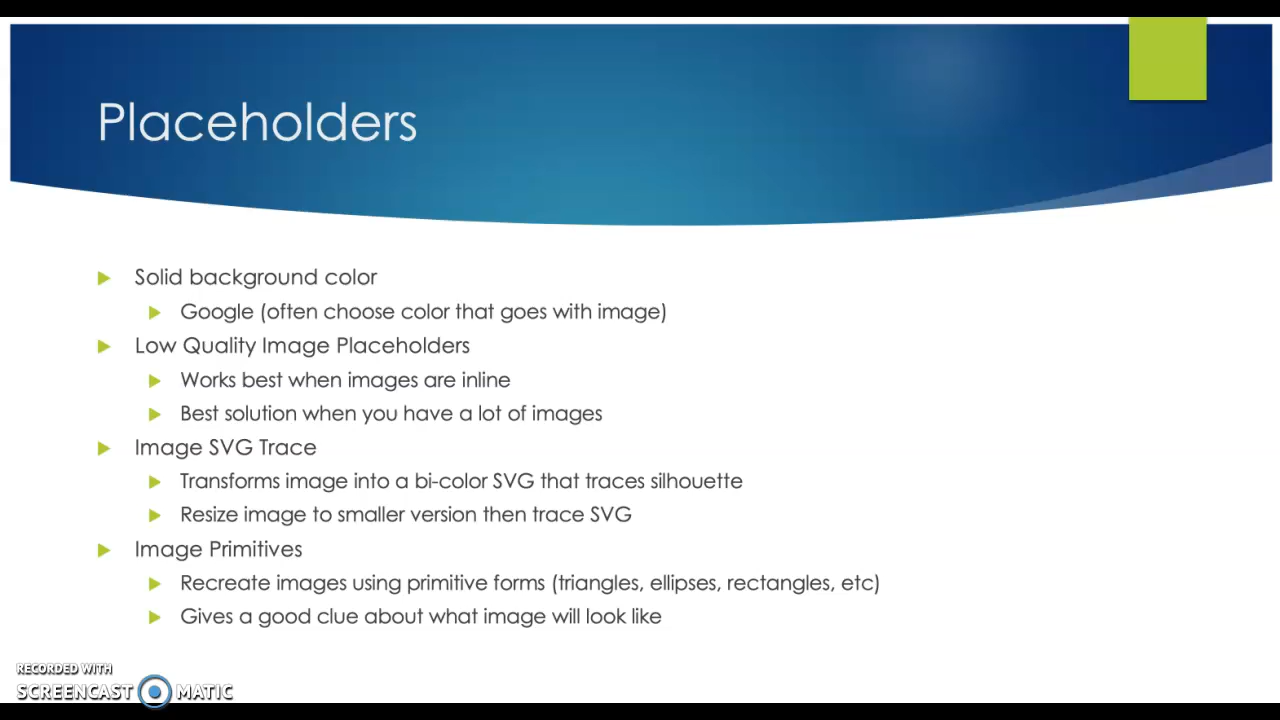 Placeholders
Solid background color
Google (often choose color that goes with image)
Low Quality Image Placeholders
Works best when images are inline
Best solution when you have a lot of images
Image SVG Trace
Transforms image into a bi-color SVG that traces silhouette
Resize image to smaller version then trace SVG
Image Primitives
Recreate images using primitive forms (triangles, ellipses, rectangles, etc)
Gives a good clue about what image will look like
RECORDED WITH
SCREENCAST MATIC